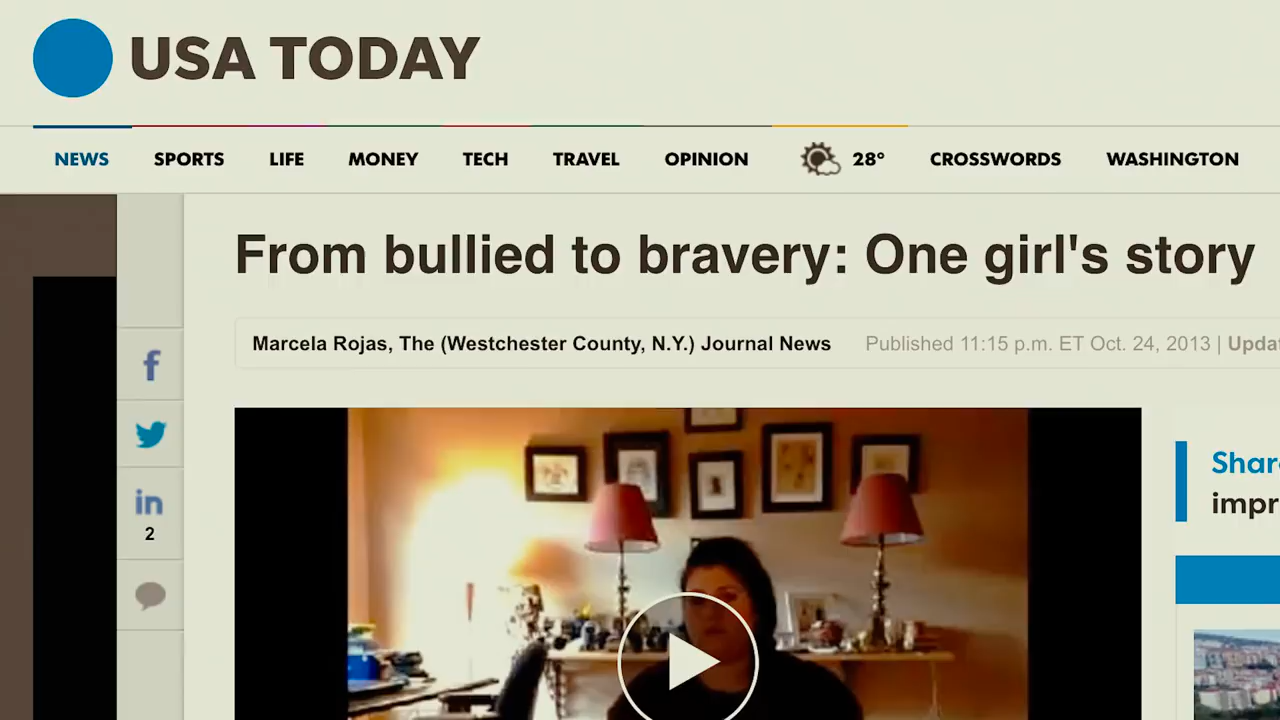 USA TODAY
NEWS SPORTS LIFE MONEY TECH TRAVEL OPINION 28° CROSSWORDS WASHINGTON
From bullied to bravery: One girl's story
Marcela Rojas, The (Westchester County, N.Y.) Journal News Published 11:15 p.m. ET Oct. 24, 2013 |
f
in
2